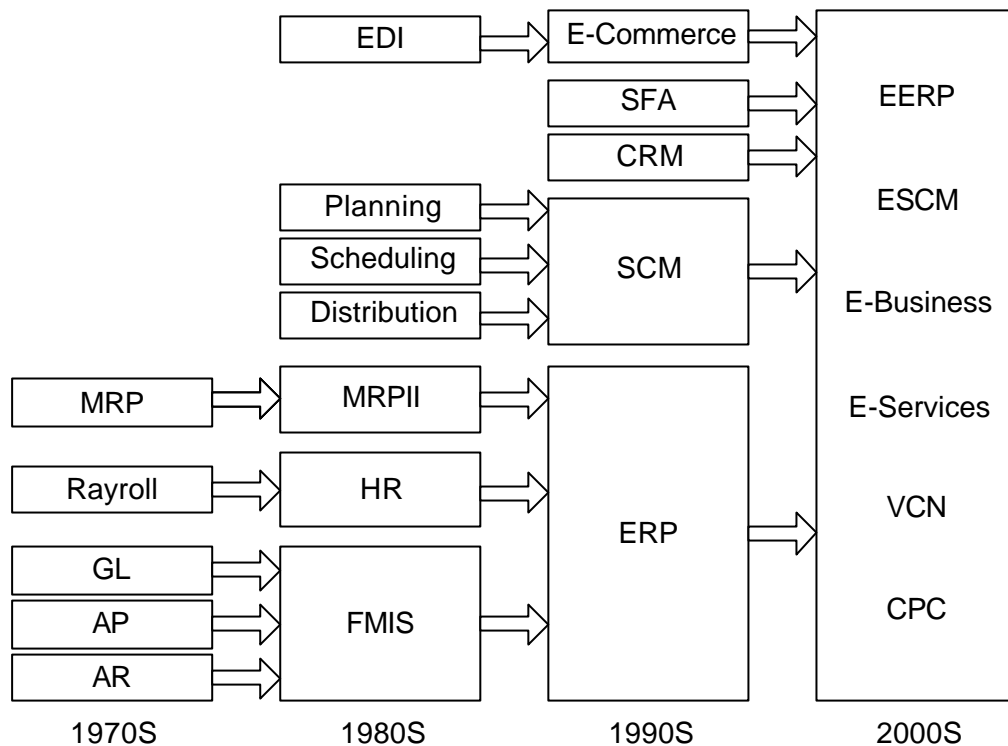 EDI
E-Commerce
SFA
CRM
EERP
ESCM
E-Business
E-Services
VCN
CPC
Planning
Scheduling
Distribution
SCM
MRP
MRPII
Rayroll
HR
ERP
GL
AP
AR
FMIS
1970S
1980S
1990S
2000S